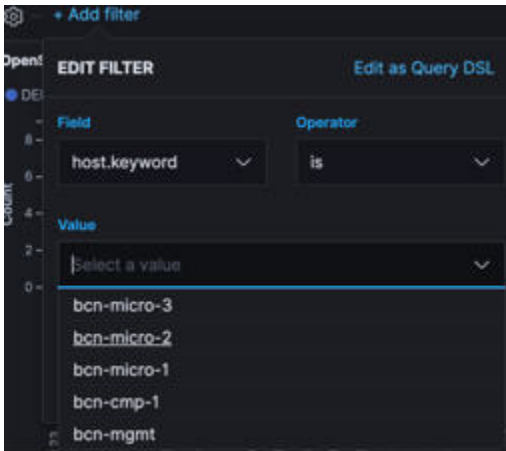 + Add filter
EDIT FILTER
Edit as Query DSL
Field
Operator
host.keyword
is
Value
Select a value
bcn-micro-3
bcn-micro-2
bcn-micro-1
bcn-cmp-1
bcn-mgmt
Count
8
6
4
2
0